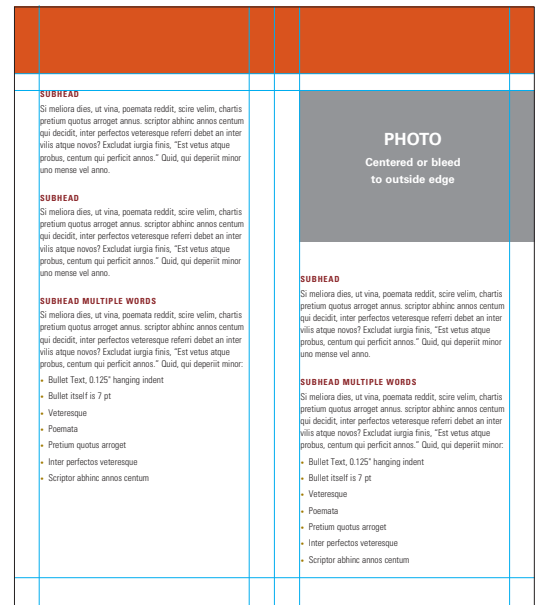 SUBHEAD
Si meliora dies, ut vina, poemata reddit, scire velim, chartis
pretium quotus arroget annus. scriptor abhinc annos centum
qui decidit, inter perfectos veteresque referri debet an inter
vilis atque novos? Excludat iurgia finis, “Est vetus atque
probus, centum qui perficit annos.” Quid, qui deperiit minor
uno mense vel anno.
SUBHEAD
Si meliora dies, ut vina, poemata reddit, scire velim, chartis
pretium quotus arroget annus. scriptor abhinc annos centum
qui decidit, inter perfectos veteresque referri debet an inter
vilis atque novos? Excludat iurgia finis, “Est vetus atque
probus, centum qui perficit annos.” Quid, qui deperiit minor
uno mense vel anno.
SUBHEAD MULTIPLE WORDS
Si meliora dies, ut vina, poemata reddit, scire velim, chartis
pretium quotus arroget annus. scriptor abhinc annos centum
qui decidit, inter perfectos veteresque referri debet an inter
vilis atque novos? Excludat iurgia finis, “Est vetus atque
probus, centum qui perficit annos.” Quid, qui deperiit minor:
• Bullet Text, 0.125" hanging indent
• Bullet itself is 7 pt
• Veteresque
• Poemata
• Pretium quotus arroget
• Inter perfectos veteresque
• Scriptor abhinc annos centum
PHOTO
Centered or bleed
to outside edge
SUBHEAD
Si meliora dies, ut vina, poemata reddit, scire velim, chartis
pretium quotus arroget annus. scriptor abhinc annos centum
qui decidit, inter perfectos veteresque referri debet an inter
vilis atque novos? Excludat iurgia finis, “Est vetus atque
probus, centum qui perficit annos.” Quid, qui deperiit minor
uno mense vel anno.
SUBHEAD MULTIPLE WORDS
Si meliora dies, ut vina, poemata reddit, scire velim, chartis
pretium quotus arroget annus. scriptor abhinc annos centum
qui decidit, inter perfectos veteresque referri debet an inter
vilis atque novos? Excludat iurgia finis, “Est vetus atque
probus, centum qui perficit annos.” Quid, qui deperiit minor:
• Bullet Text, 0.125" hanging indent
• Bullet itself is 7 pt
• Veteresque
• Poemata
• Pretium quotus arroget
• Inter perfectos veteresque
• Scriptor abhinc annos centum